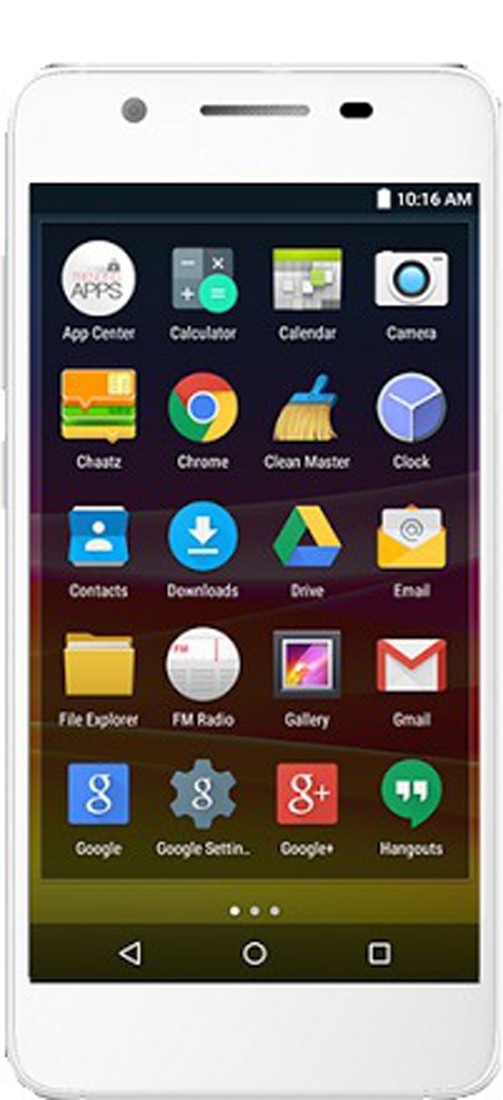 10:16 AM
APPS
App Center Calculator Calendar Camera
Chaatz Chrome Clean Master Clock
@
Contacts Downloads Drive Email
FM
File Explorer FM Radio Gallery Gmail
g g g+
Google Google Settin.. Google+ Hangouts